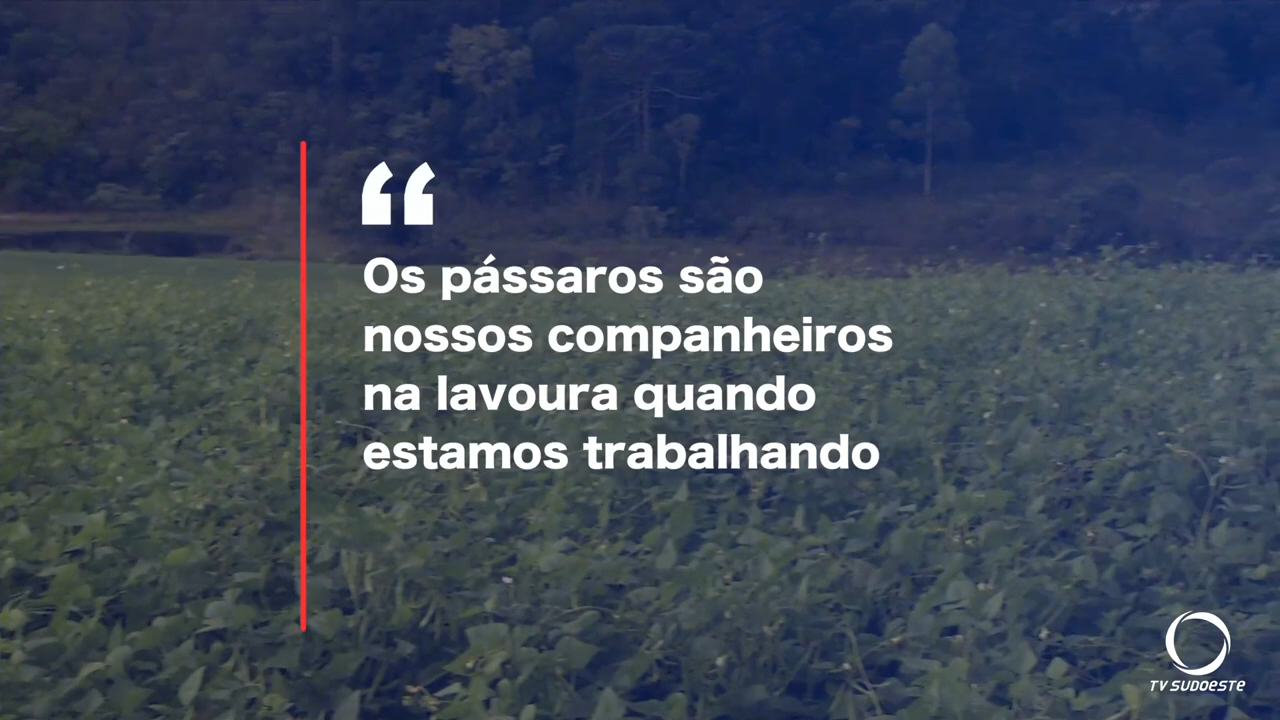 “
Os pássaros são
nossos companheiros
na lavoura quando
estamos trabalhando
TV SUDOESTE